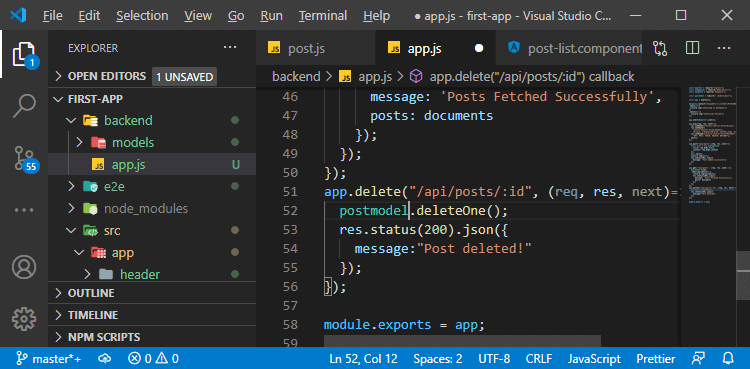 File Edit Selection View Go Run Terminal Help ● app.js - first-app - Visual Studio C...
EXPLORER
OPEN EDITORS 1 UNSAVED
FIRST-APP
backend
models
JS app.js U
e2e
node_modules
src
app
header
OUTLINE
TIMELINE
NPM SCRIPTS
1
55
1
JS post.js JS app.js ● post-list.component
backend > JS app.js > app.delete("/api/posts/:id") callback
46 message: 'Posts Fetched Successfully',
47 posts: documents
48 });
49 });
50 });
51 app.delete("/api/posts/:id", (req, res, next)=
52 postmodel.deleteOne();
53 res.status(200).json({
54 message:"Post deleted!"
55 });
56 });
57
58 module.exports = app;
59
master*+ 0 0 Ln 52, Col 12 Spaces: 2 UTF-8 CRLF JavaScript Prettier